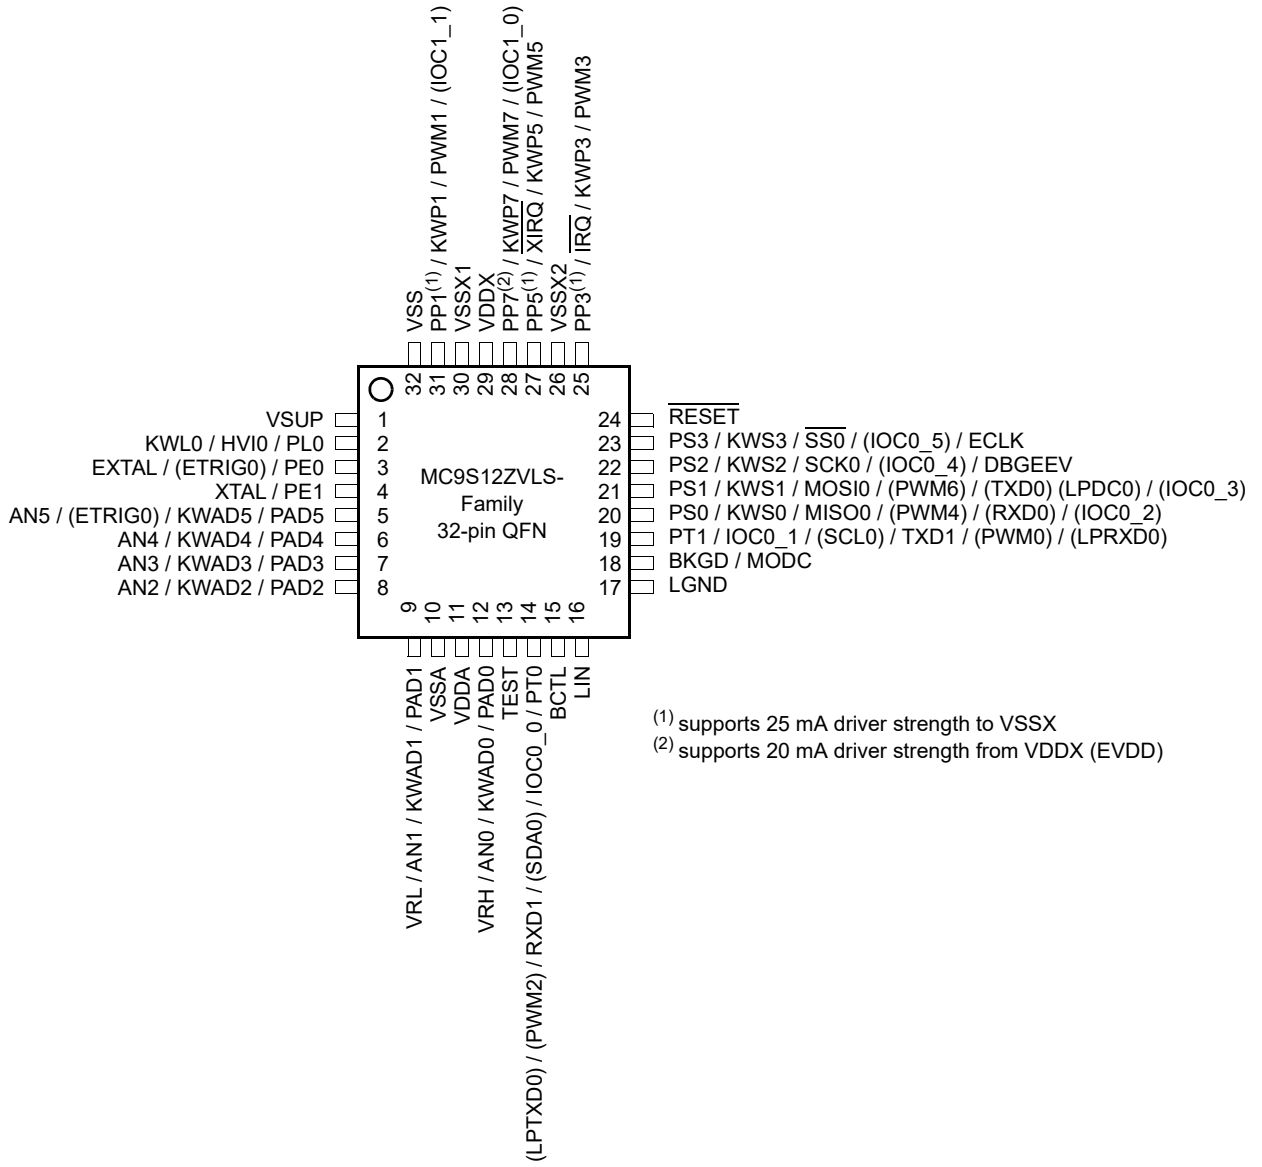 VSS
PP1(1) / KWP1 / PWM1 / (IOC1_1)
VSSX1
VDDX
PP7(2) / KWP7 / PWM7 / (IOC1_0)
PP5(1) / XIRQ / KWP5 / PWM5
VSSX2
PP3(1) / IRQ / KWP3 / PWM3
32
31
30
29
28
27
26
25
VSUP 1
KWL0 / HVI0 / PL0 2
EXTAL / (ETRIG0) / PE0 3
XTAL / PE1 4
AN5 / (ETRIG0) / KWAD5 / PAD5 5
AN4 / KWAD4 / PAD4 6
AN3 / KWAD3 / PAD3 7
AN2 / KWAD2 / PAD2 8
MC9S12ZVLS-
Family
32-pin QFN
24 RESET
23 PS3 / KWS3 / SS0 / (IOC0_5) / ECLK
22 PS2 / KWS2 / SCK0 / (IOC0_4) / DBGEEV
21 PS1 / KWS1 / MOSI0 / (PWM6) / (TXD0) (LPDC0) / (IOC0_3)
20 PS0 / KWS0 / MISO0 / (PWM4) / (RXD0) / (IOC0_2)
19 PT1 / IOC0_1 / (SCL0) / TXD1 / (PWM0) / (LPRXD0)
18 BKGD / MODC
17 LGND
9
10
11
12
13
14
15
16
VRL / AN1 / KWAD1 / PAD1
VSSA
VDDA
VRH / AN0 / KWAD0 / PAD0
TEST
(LPTXD0) / (PWM2) / RXD1 / (SDA0) / IOC0_0 / PT0
BCTL
LIN
(1) supports 25 mA driver strength to VSSX
(2) supports 20 mA driver strength from VDDX (EVDD)